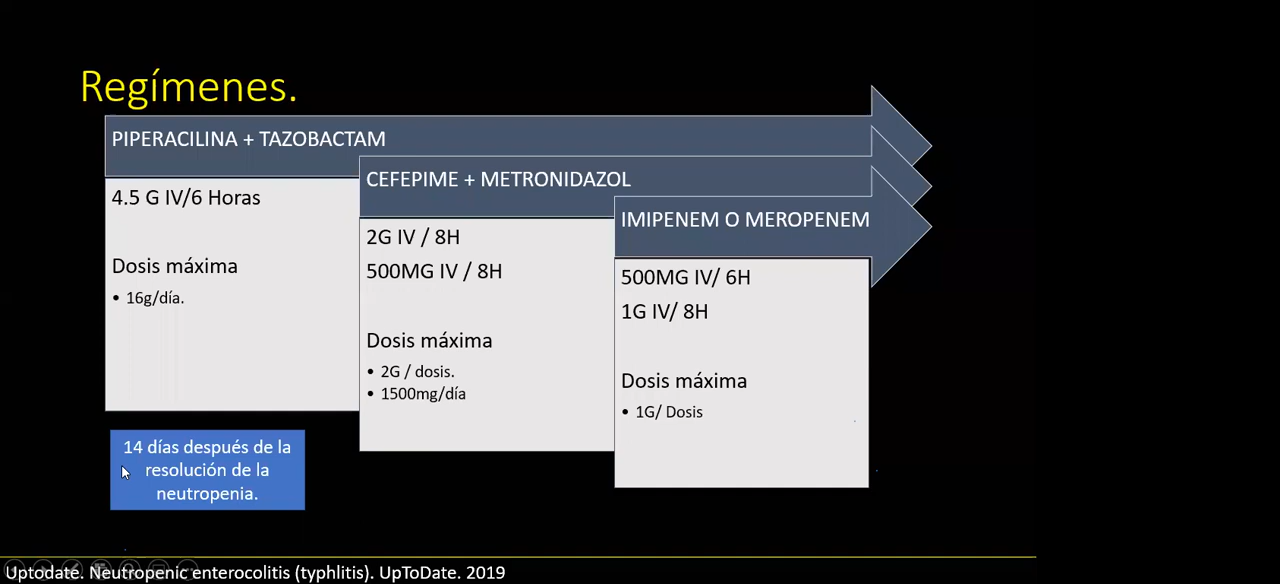 Regímenes.
PIPERACILINA + TAZOBACTAM
4.5 G IV/6 Horas
Dosis máxima
• 16g/día.
CEFEPIME + METRONIDAZOL
2G IV / 8H
500MG IV / 8H
Dosis máxima
• 2G / dosis.
• 1500mg/día
IMIPENEM O MEROPENEM
500MG IV/ 6H
1G IV/ 8H
Dosis máxima
• 1G/ Dosis
14 días después de la
resolución de la
neutropenia.
Uptodate. Neutropenic enterocolitis (typhlitis). UpToDate. 2019